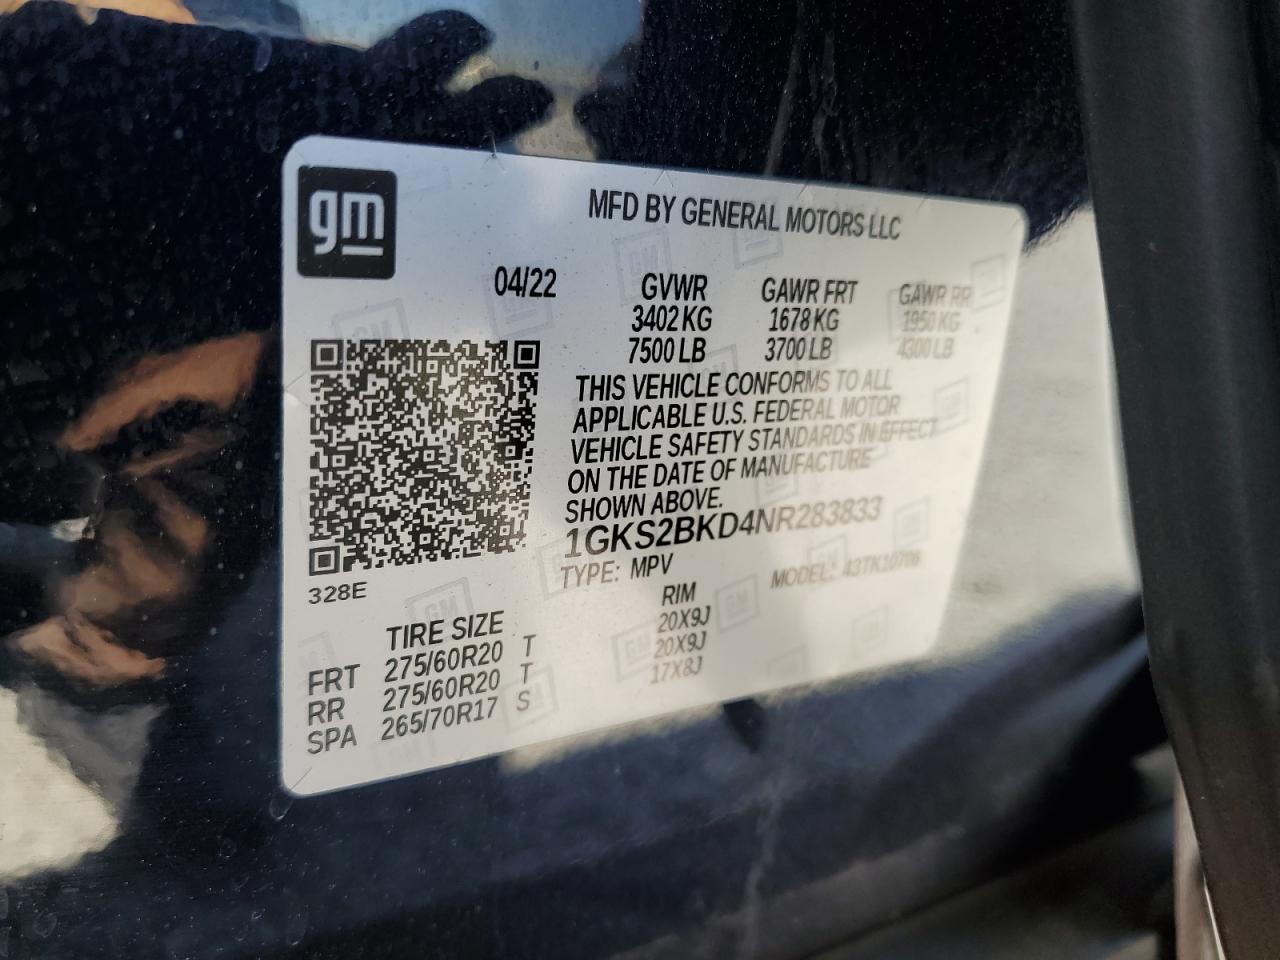 gm
MFD BY GENERAL MOTORS LLC
04/22 GVWR GAWR FRT GAWR RR
3402 KG 1678 KG 1950 KG
7500 LB 3700 LB 4300 LB
THIS VEHICLE CONFORMS TO ALL
APPLICABLE U.S. FEDERAL MOTOR
VEHICLE SAFETY STANDARDS IN EFFECT
ON THE DATE OF MANUFACTURE
SHOWN ABOVE.
1GKS2BKD4NR283833
TYPE: MPV MODEL: 43TK10706
328E
TIRE SIZE RIM
FRT 275/60R20 T 20X9J
RR 275/60R20 T 20X9J
SPA 265/70R17 S 17X8J